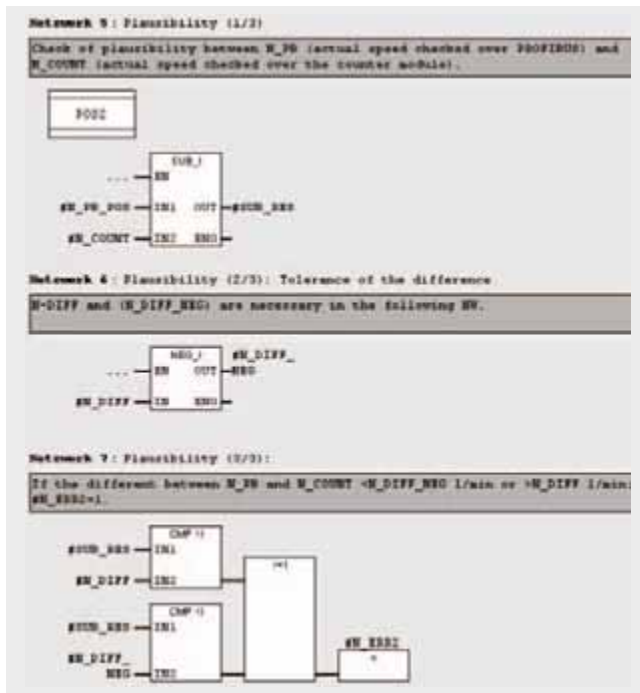 Network 5: Plausibility (1/3)
Check of plausibility between N_PB (actual speed checked over PROFIBUS) and
N_COUNT (actual speed checked over the counter module).
POS2
SUB_I
... EN
#N_PB_POS IN1 OUT #SUB_RES
#N_COUNT IN2 ENO
Network 6: Plausibility (2/3): Tolerance of the difference
N-DIFF and (N_DIFF_NEG) are necessary in the following NW.
NEG_I #N_DIFF_
... EN OUT NEG
#N_DIFF IN ENO
Network 7: Plausibility (3/3):
If the different between N_PB and N_COUNT <N_DIFF_NEG 1/min or >N_DIFF 1/min:
#N_ERR2=1.
CMP
#SUB_RES IN1
#N_DIFF IN2
>=1
CMP
#SUB_RES IN1
#N_ERR2
#N_DIFF_
=
NEG IN2